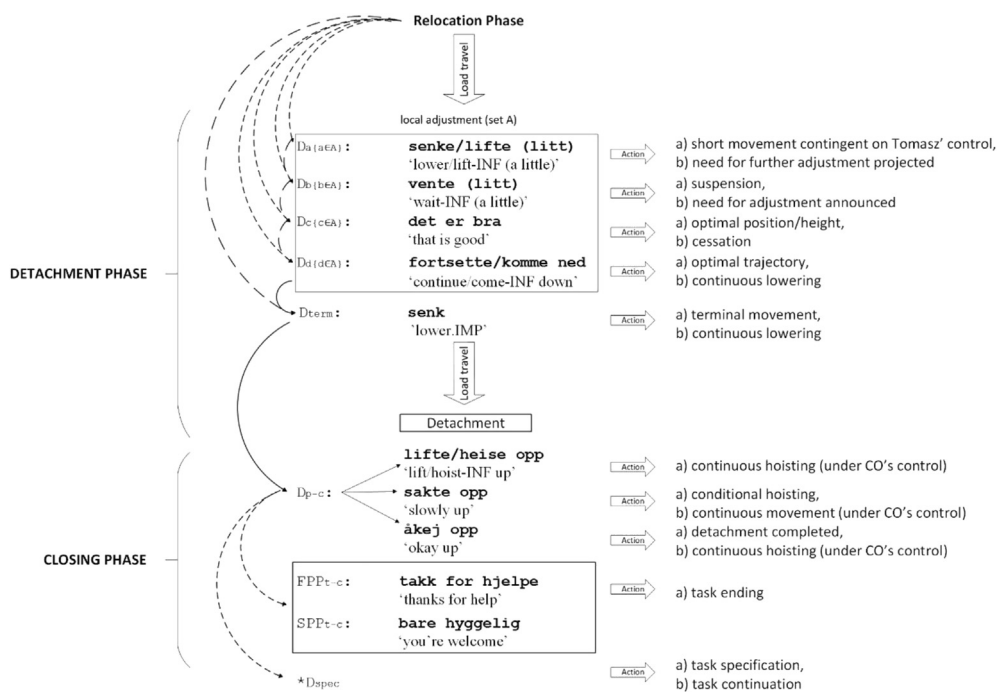 Relocation Phase
Load travel
local adjustment (set A)
DETACHMENT PHASE
Da{a∈A}: senke/lifte (litt) Action a) short movement contingent on Tomasz' control,
'lower/lift-INF (a little)' b) need for further adjustment projected
Db{b∈A}: vente (litt) Action a) suspension,
'wait-INF (a little)' b) need for adjustment announced
Dc{c∈A}: det er bra Action a) optimal position/height,
'that is good' b) cessation
Dd{d∈A}: fortsette/komme ned Action a) optimal trajectory,
'continue/come-INF down' b) continuous lowering
Dterm: senk Action a) terminal movement,
'lower.IMP' b) continuous lowering
Load travel
Detachment
CLOSING PHASE
lifte/heise opp Action a) continuous hoisting (under CO's control)
'lift/hoist-INF up'
Dp-c: sakte opp Action a) conditional hoisting,
'slowly up' b) continuous movement (under CO's control)
åkej opp Action a) detachment completed,
'okay up' b) continuous hoisting (under CO's control)
FPPt-c: takk for hjelpe Action a) task ending
'thanks for help'
SPPt-c: bare hyggelig
'you're welcome'
*Dspec Action a) task specification,
b) task continuation